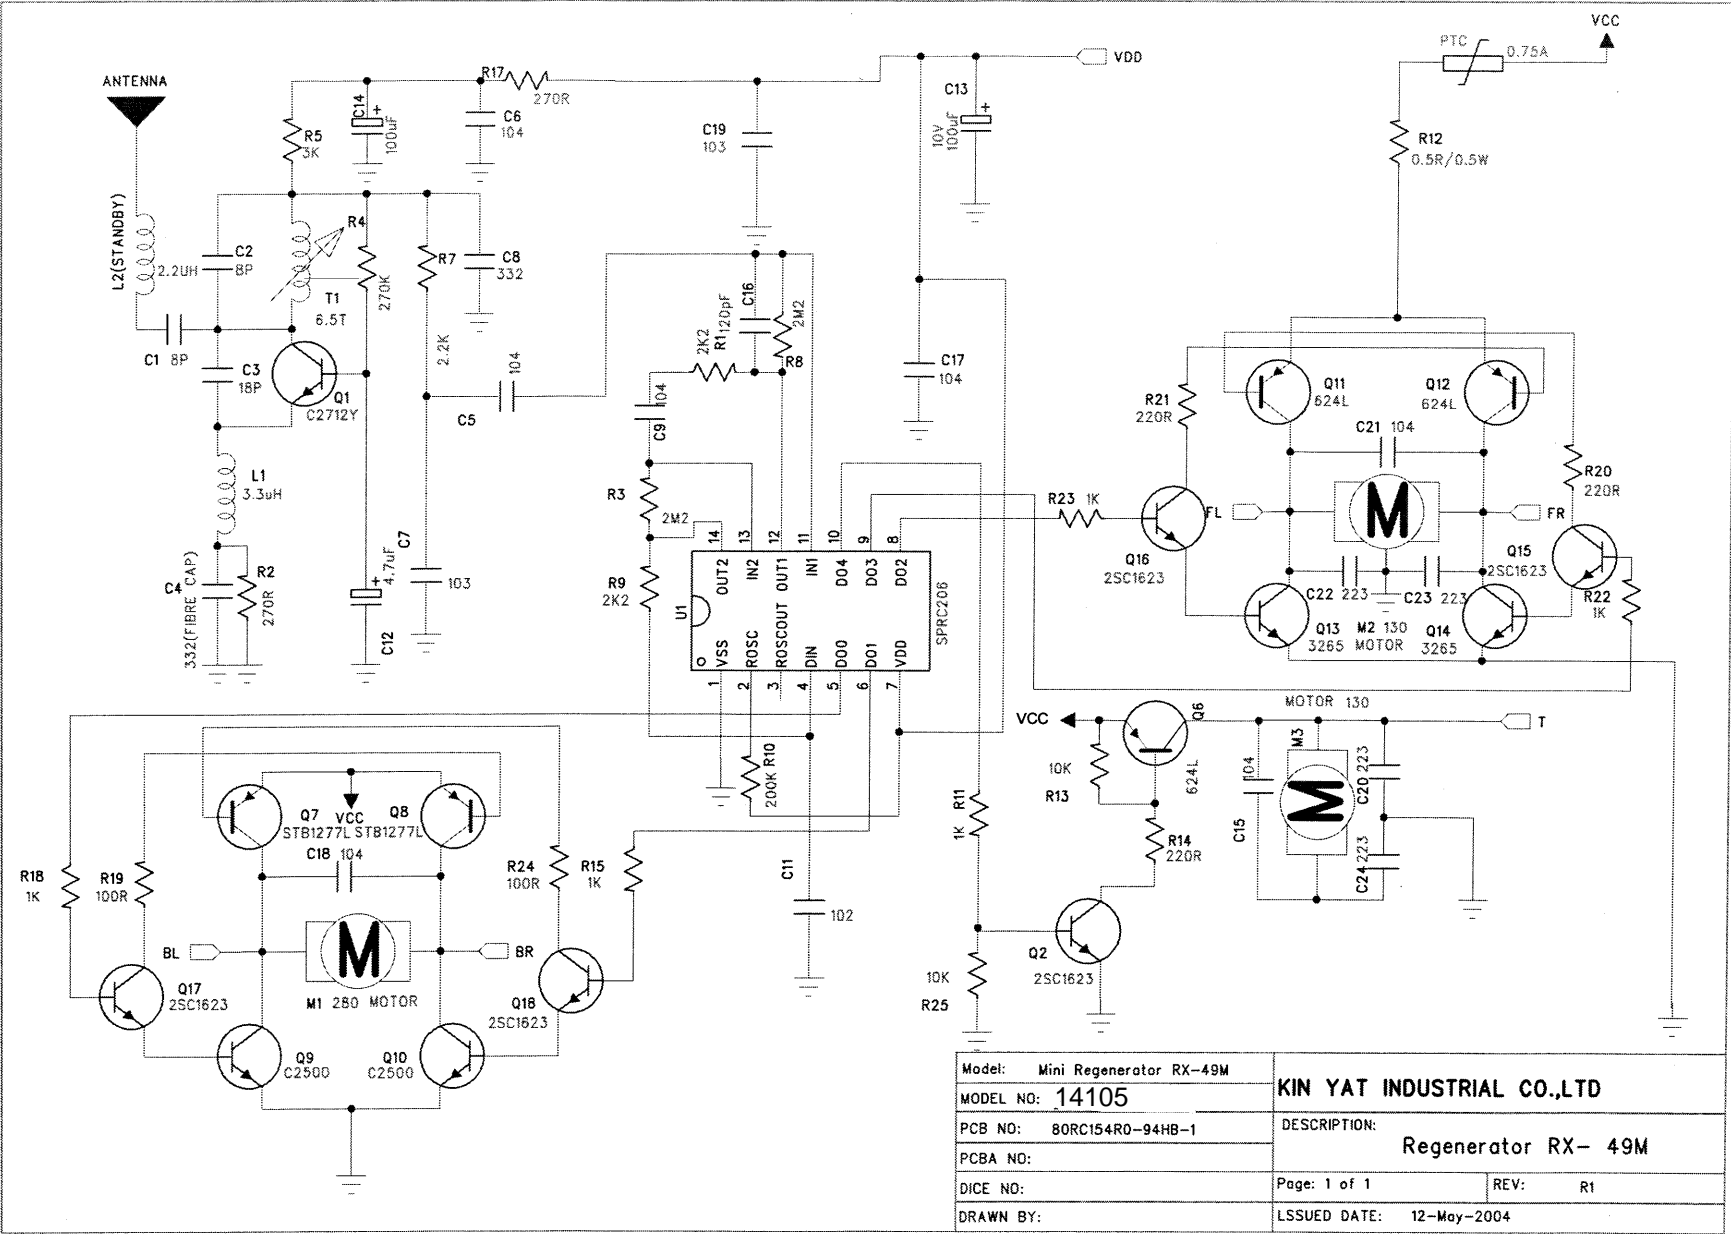 ANTENNA
L2(STANDBY)
2.2UH
C1 8P
C2
8P
C3
18P
R5
3K
C14
+
100uF
R17
270R
C6
104
C19
103
10V
100uF
C13
+
VDD
PTC
0.75A
VCC
R12
0.5R/0.5W
T1
6.5T
R4
270K
R7
2.2K
C8
332
Q1
C2712Y
C5
104
L1
3.3uH
C4
332(FIBRE CAP)
R2
270R
4.7uF
+
C12
C7
103
C16
120pF
R1
2K2
2M2
R8
C9
104
R3
2M2
R9
2K2
C17
104
U1
SPRC206
14
13
12
11
10
9
8
OUT2
IN2
OUT1
IN1
DO4
DO3
DO2
VSS
ROSC
ROSCOUT
DIN
DO0
DO1
VDD
1
2
3
4
5
6
7
R21
220R
R23 1K
Q16
2SC1623
Q11
624L
Q12
624L
C21 104
FL
M
FR
R20
220R
Q15
2SC1623
C22 223
C23 223
R22
1K
Q13
3265
M2 130
MOTOR
Q14
3265
MOTOR 130
VCC
Q6
624L
10K
R13
R14
220R
C15
104
M3
M
C20 223
C24 223
T
R11
1K
Q2
2SC1623
10K
R25
R10
200K
C11
102
Q7
STB1277L
VCC
Q8
STB1277L
C18 104
R18
1K
R19
100R
R24
100R
R15
1K
BL
M
BR
M1 280 MOTOR
Q17
2SC1623
Q18
2SC1623
Q9
C2500
Q10
C2500
Model: Mini Regenerator RX-49M
MODEL NO: 14105
PCB NO: 80RC154R0-94HB-1
PCBA NO:
DICE NO:
DRAWN BY:
KIN YAT INDUSTRIAL CO.,LTD
DESCRIPTION:
Regenerator RX- 49M
Page: 1 of 1
REV: R1
LSSUED DATE: 12-May-2004